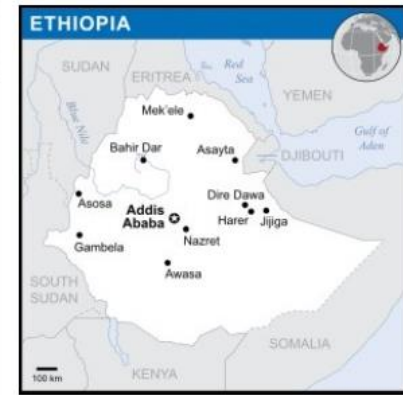 ETHIOPIA
Red
Sea
SUDAN
ERITREA
YEMEN
Mek'ele
Blue Nile
Gulf of
Aden
Bahir Dar
Asayta
DJIBOUTI
Asosa
Dire Dawa
Addis
Ababa
Harer
Jijiga
Nazret
Gambela
Awasa
SOUTH
SUDAN
SOMALIA
KENYA
100 km